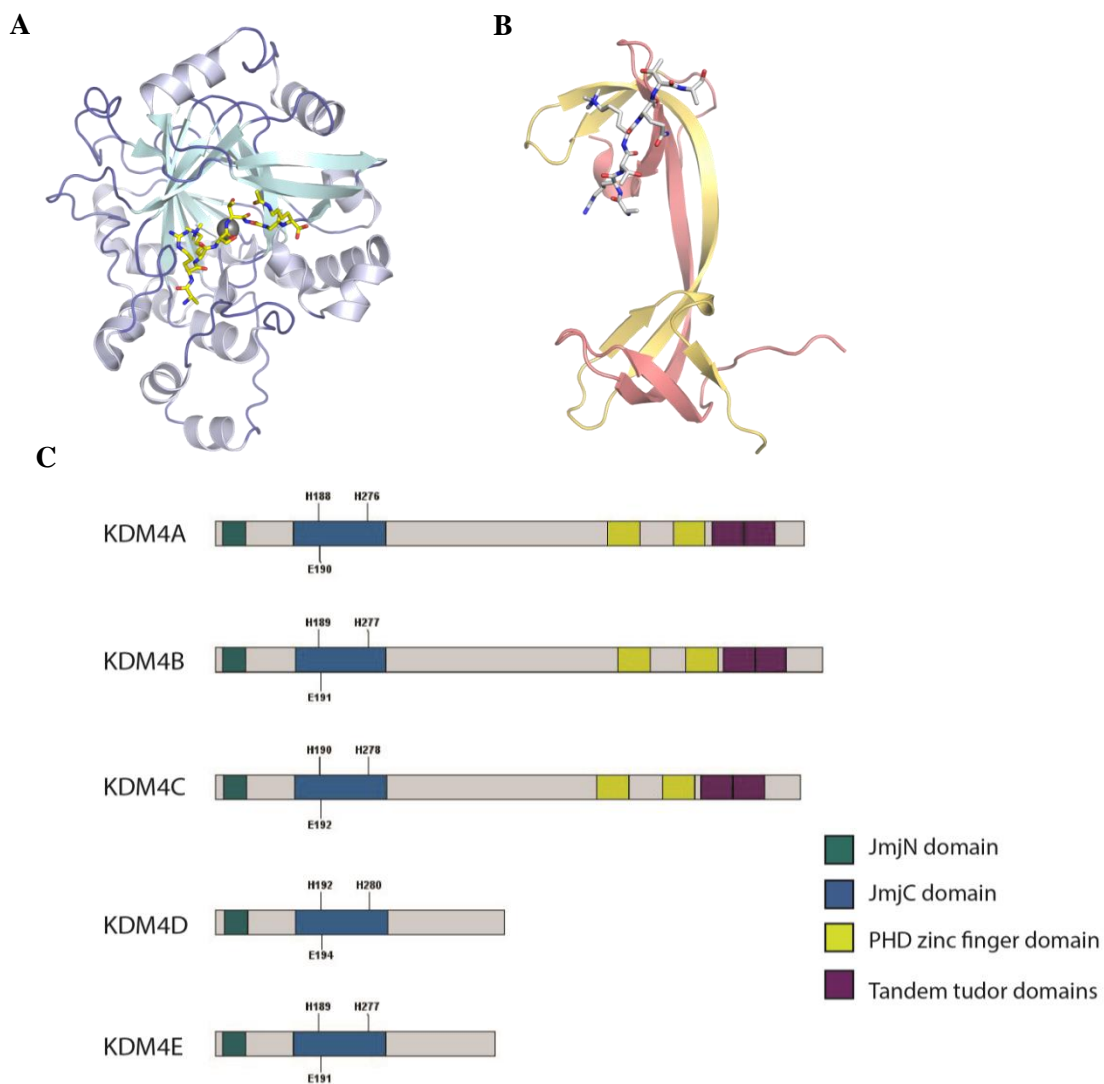 A
B
C
H188 H276
KDM4A
E190
H189 H277
KDM4B
E191
H190 H278
KDM4C
E192
JmjN domain
H192 H280
JmjC domain
KDM4D
PHD zinc finger domain
E194
Tandem tudor domains
H189 H277
KDM4E
E191